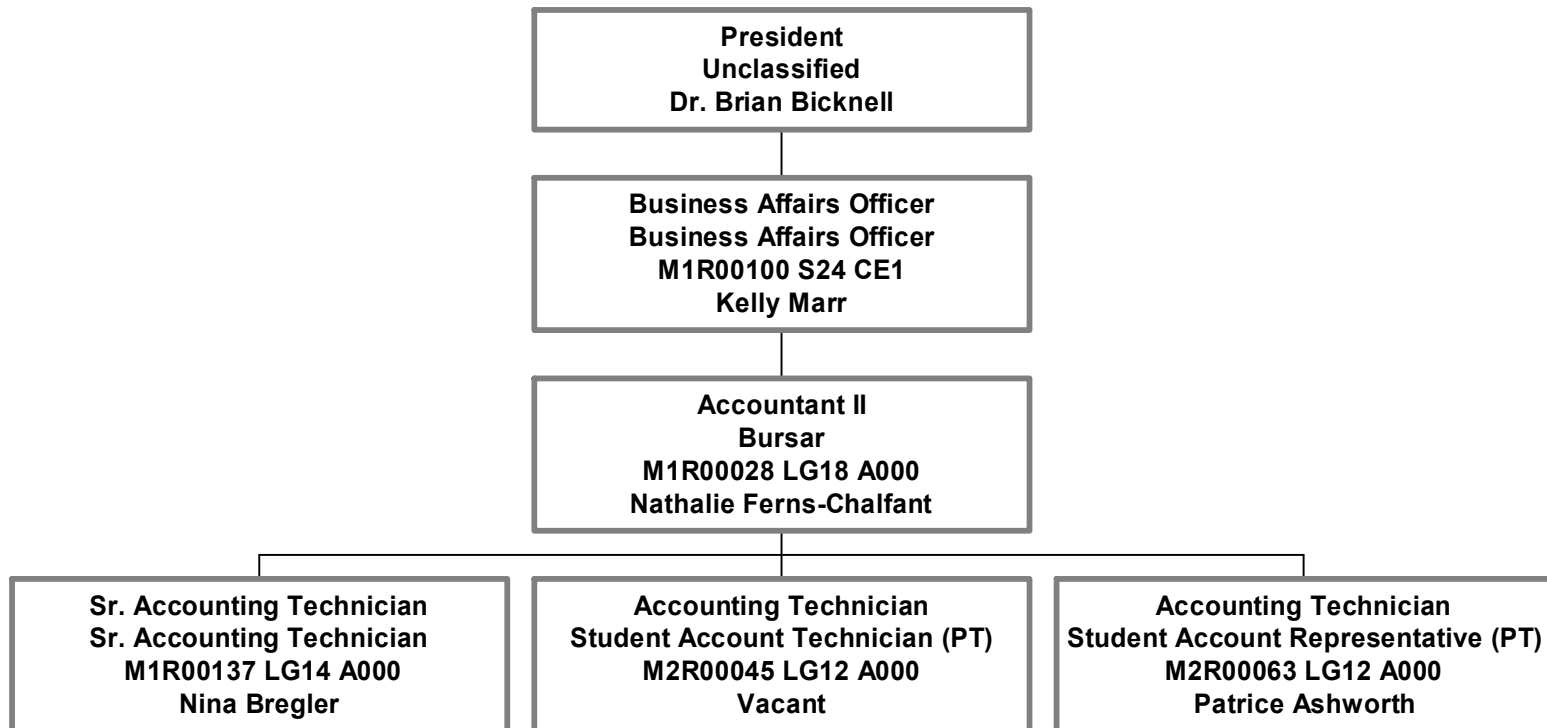 President
Unclassified
Dr. Brian Bicknell
Business Affairs Officer
Business Affairs Officer
M1R00100 S24 CE1
Kelly Marr
Accountant II
Bursar
M1R00028 LG18 A000
Nathalie Ferns-Chalfant
Sr. Accounting Technician
Sr. Accounting Technician
M1R00137 LG14 A000
Nina Bregler
Accounting Technician
Student Account Technician (PT)
M2R00045 LG12 A000
Vacant
Accounting Technician
Student Account Representative (PT)
M2R00063 LG12 A000
Patrice Ashworth